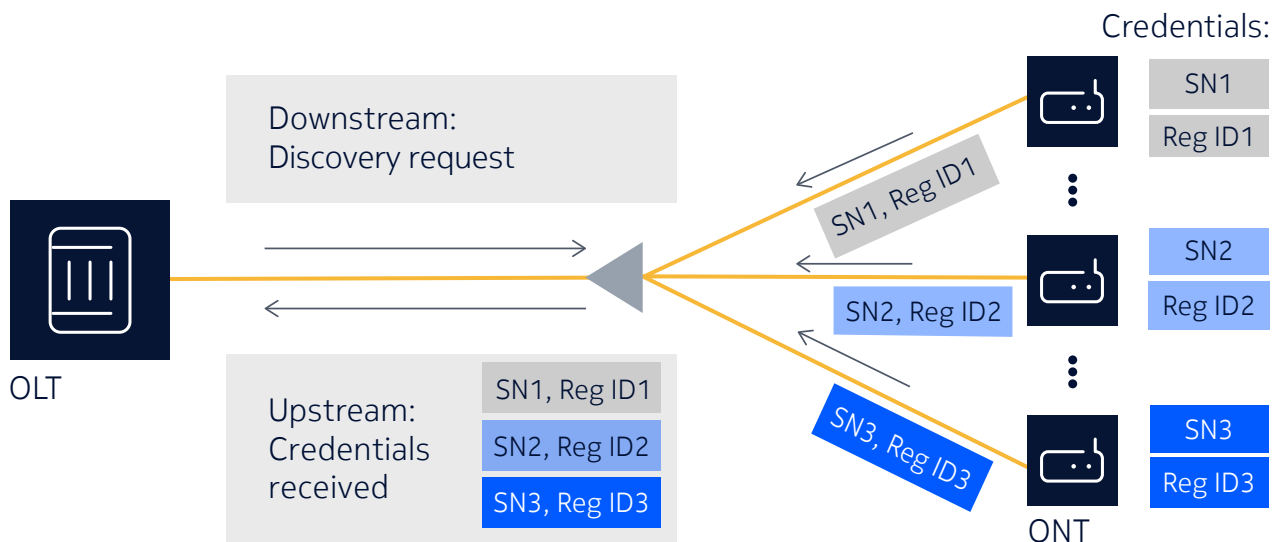 Credentials:
Downstream:
Discovery request
SN1
Reg ID1
SN1, Reg ID1
SN2
Reg ID2
SN2, Reg ID2
OLT
Upstream:
Credentials
received
SN1, Reg ID1
SN2, Reg ID2
SN3, Reg ID3
SN3, Reg ID3
SN3
Reg ID3
ONT